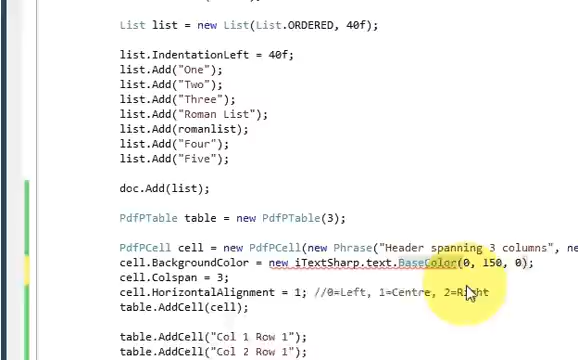 List list = new List(List.ORDERED, 40f);
list.IndentationLeft = 40f;
list.Add("One");
list.Add("Two");
list.Add("Three");
list.Add("Roman List");
list.Add(romanlist);
list.Add("Four");
list.Add("Five");
doc.Add(list);
PdfPTable table = new PdfPTable(3);
PdfPCell cell = new PdfPCell(new Phrase("Header spanning 3 columns", ne
cell.BackgroundColor = new iTextSharp.text.BaseColor(0, 150, 0);
cell.Colspan = 3;
cell.HorizontalAlignment = 1; //0=Left, 1=Centre, 2=Right
table.AddCell(cell);
table.AddCell("Col 1 Row 1");
table.AddCell("Col 2 Row 1");